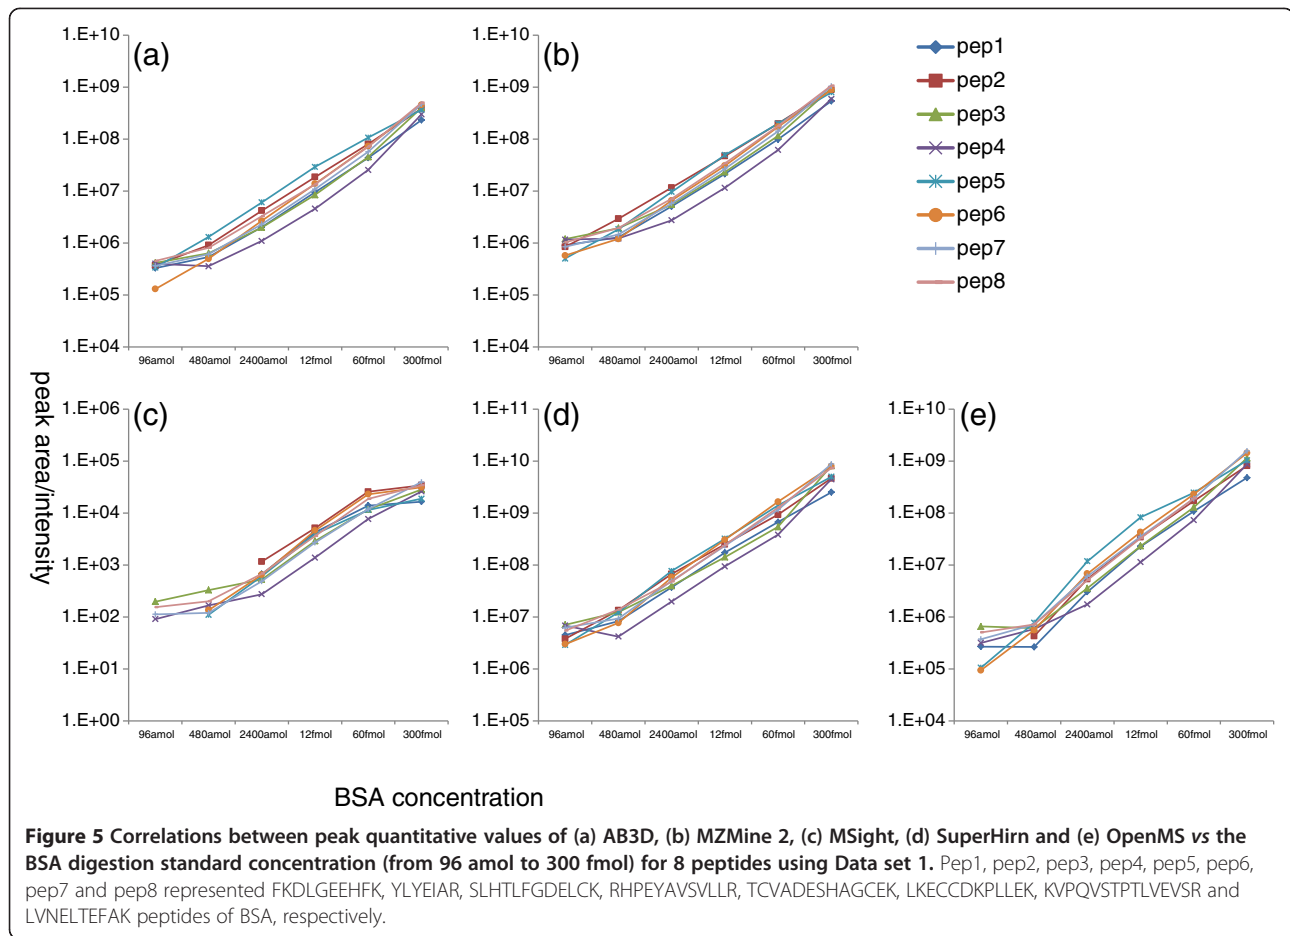 (a)
1.E+10
1.E+09
1.E+08
1.E+07
1.E+06
1.E+05
1.E+04
96amol 480amol 2400amol 12fmol 60fmol 300fmol
(b)
1.E+10
1.E+09
1.E+08
1.E+07
1.E+06
1.E+05
1.E+04
96amol 480amol 2400amol 12fmol 60fmol 300fmol
pep1
pep2
pep3
pep4
pep5
pep6
pep7
pep8
peak area/intensity
(c)
1.E+06
1.E+05
1.E+04
1.E+03
1.E+02
1.E+01
1.E+00
96amol 480amol 2400amol 12fmol 60fmol 300fmol
(d)
1.E+11
1.E+10
1.E+09
1.E+08
1.E+07
1.E+06
1.E+05
96amol 480amol 2400amol 12fmol 60fmol 300fmol
(e)
1.E+10
1.E+09
1.E+08
1.E+07
1.E+06
1.E+05
1.E+04
96amol 480amol 2400amol 12fmol 60fmol 300fmol
BSA concentration
Figure 5 Correlations between peak quantitative values of (a) AB3D, (b) MZMine 2, (c) MSight, (d) SuperHirn and (e) OpenMS vs the
BSA digestion standard concentration (from 96 amol to 300 fmol) for 8 peptides using Data set 1. Pep1, pep2, pep3, pep4, pep5, pep6,
pep7 and pep8 represented FKDLGEEHFK, YLYEIAR, SLHTLFGDELCK, RHPEYAVSVLLR, TCVADESHAGCEK, LKECCDKPLLEK, KVPQVSTPTLVEVSR and
LVNELTEFAK peptides of BSA, respectively.